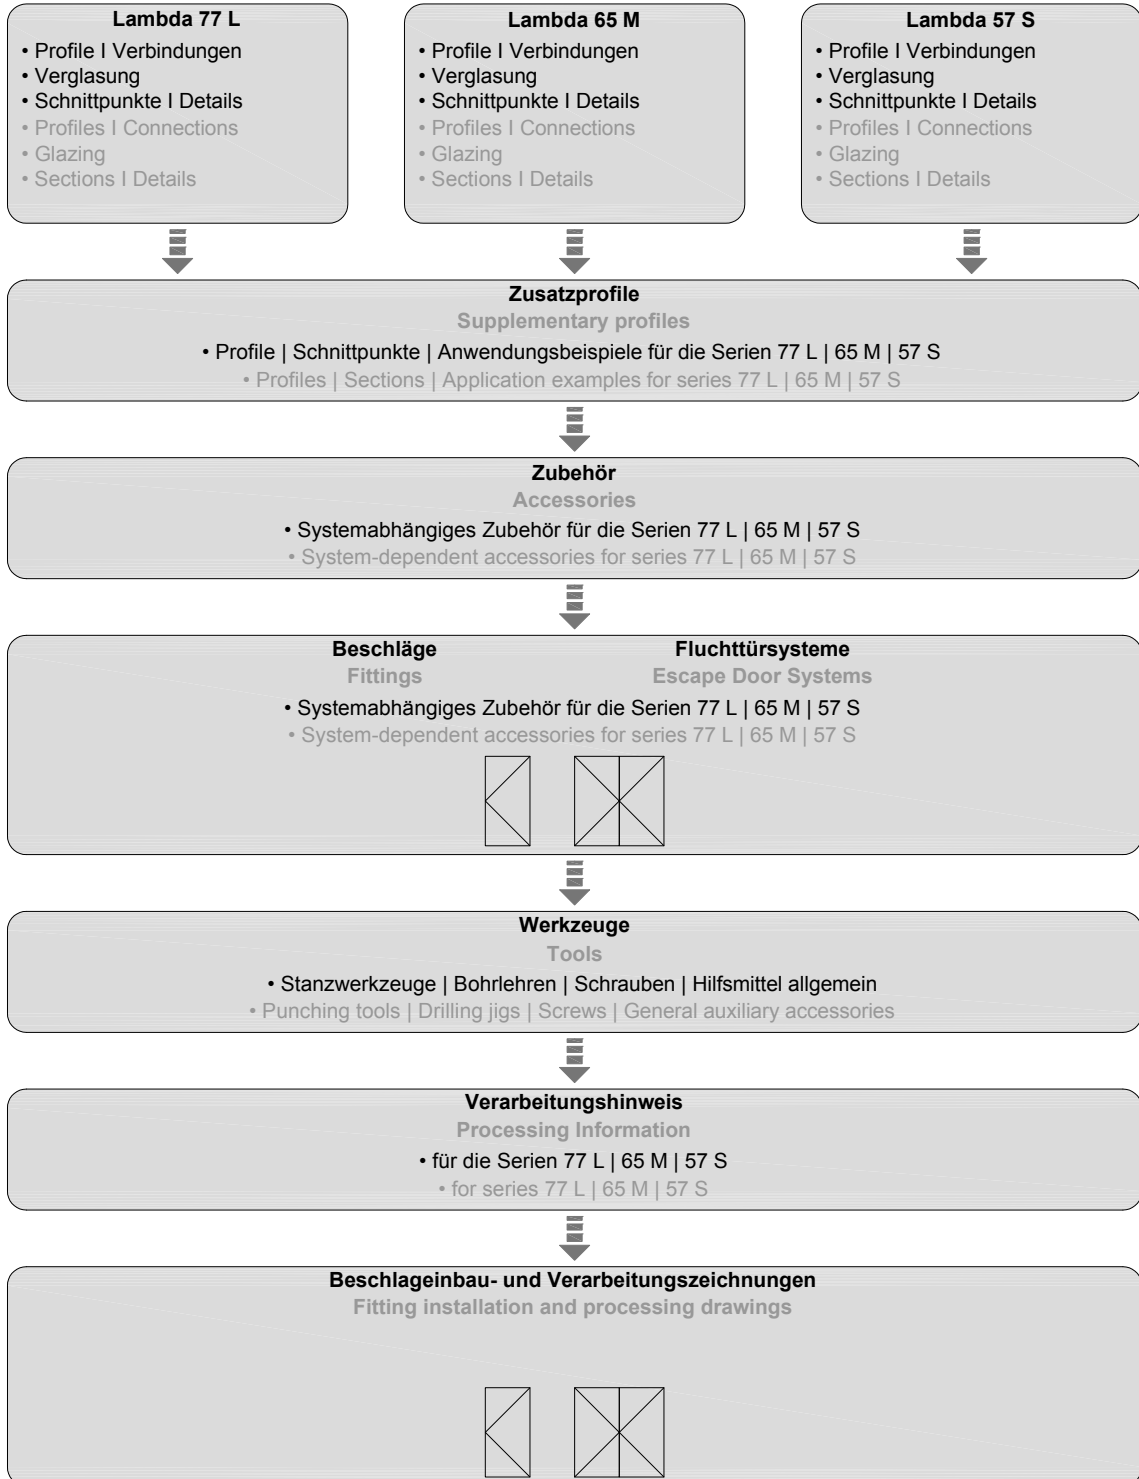 Lambda 77 L
• Profile I Verbindungen
• Verglasung
• Schnittpunkte I Details
• Profiles I Connections
• Glazing
• Sections I Details
Lambda 65 M
• Profile I Verbindungen
• Verglasung
• Schnittpunkte I Details
• Profiles I Connections
• Glazing
• Sections I Details
Lambda 57 S
• Profile I Verbindungen
• Verglasung
• Schnittpunkte I Details
• Profiles I Connections
• Glazing
• Sections I Details
Zusatzprofile
Supplementary profiles
• Profile | Schnittpunkte | Anwendungsbeispiele für die Serien 77 L | 65 M | 57 S
• Profiles | Sections | Application examples for series 77 L | 65 M | 57 S
Zubehör
Accessories
• Systemabhängiges Zubehör für die Serien 77 L | 65 M | 57 S
• System-dependent accessories for series 77 L | 65 M | 57 S
Beschläge
Fittings
Fluchttürsysteme
Escape Door Systems
• Systemabhängiges Zubehör für die Serien 77 L | 65 M | 57 S
• System-dependent accessories for series 77 L | 65 M | 57 S
Werkzeuge
Tools
• Stanzwerkzeuge | Bohrlehren | Schrauben | Hilfsmittel allgemein
• Punching tools | Drilling jigs | Screws | General auxiliary accessories
Verarbeitungshinweis
Processing Information
• für die Serien 77 L | 65 M | 57 S
• for series 77 L | 65 M | 57 S
Beschlageinbau- und Verarbeitungszeichnungen
Fitting installation and processing drawings